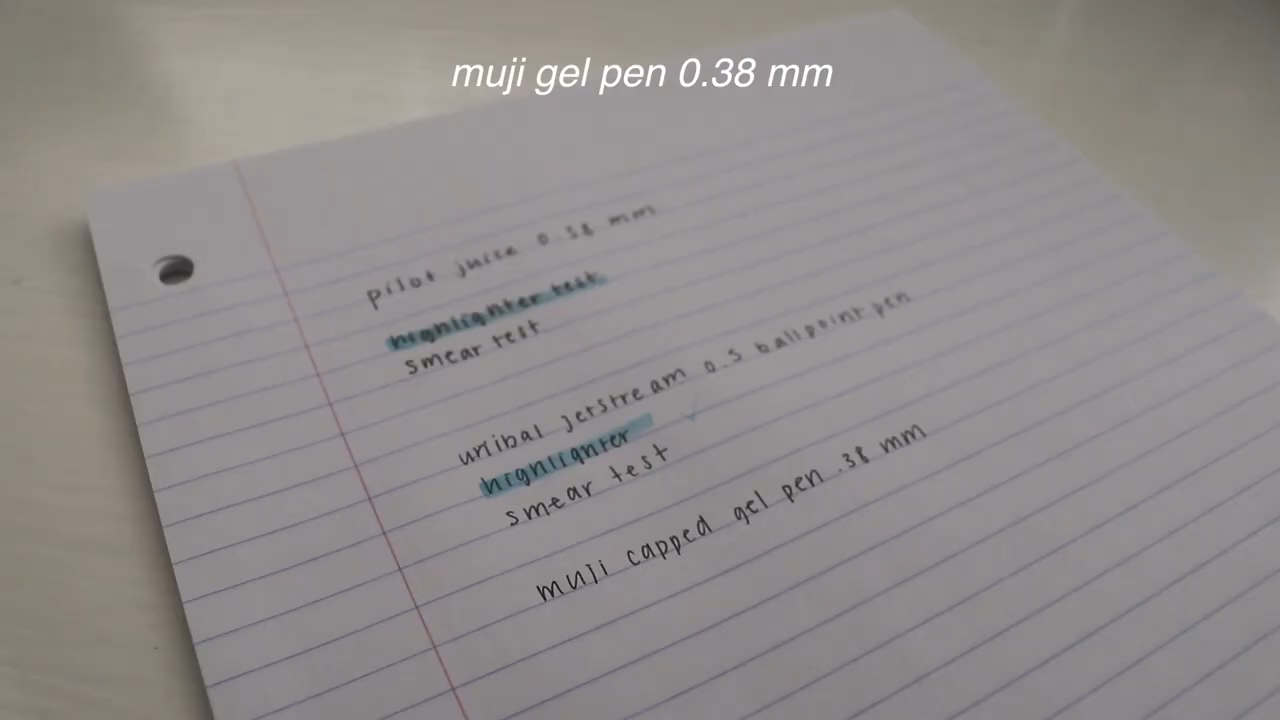 muji gel pen 0.38 mm
pilot juice 0.38 mm
highlighter test
smear test
uniball jetstream 0.5 ballpoint pen
highlighter
smear test
muji capped gel pen .38 mm